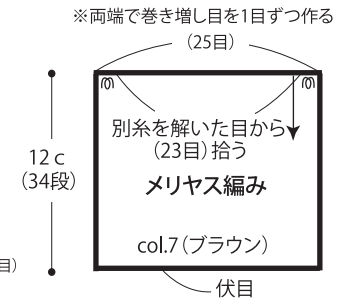 ※両端で巻き増し目を1目ずつ作る
(25目)
別糸を解いた目から
(23目)拾う
12 c
(34段)
メリヤス編み
col.7(ブラウン)
目)
伏目